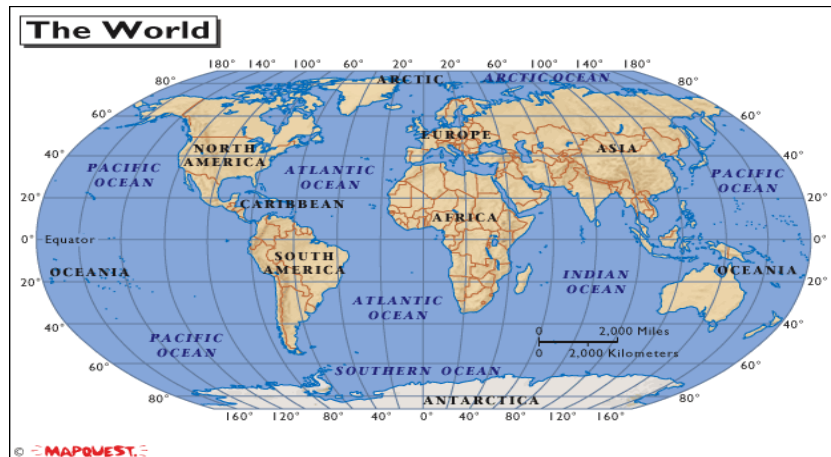 The World
180° 140° 100° 60° 20° 20° 60° 100° 140° 180°
ARCTIC
ARCTIC OCEAN
80° 80°
60° 60°
EUROPE
NORTH
AMERICA
ASIA
40° 40°
PACIFIC
OCEAN
ATLANTIC
OCEAN
PACIFIC
OCEAN
20° 20°
CARIBBEAN
AFRICA
0° Equator 0°
SOUTH
AMERICA
OCEANIA
INDIAN
OCEAN
OCEANIA
20° 20°
ATLANTIC
OCEAN
40° 40°
PACIFIC
OCEAN
0 2,000 Miles
0 2,000 Kilometers
60° 60°
SOUTHERN OCEAN
80° 80°
ANTARCTICA
160° 120° 80° 40° 0° 40° 80° 120° 160°
© MAPQUEST.